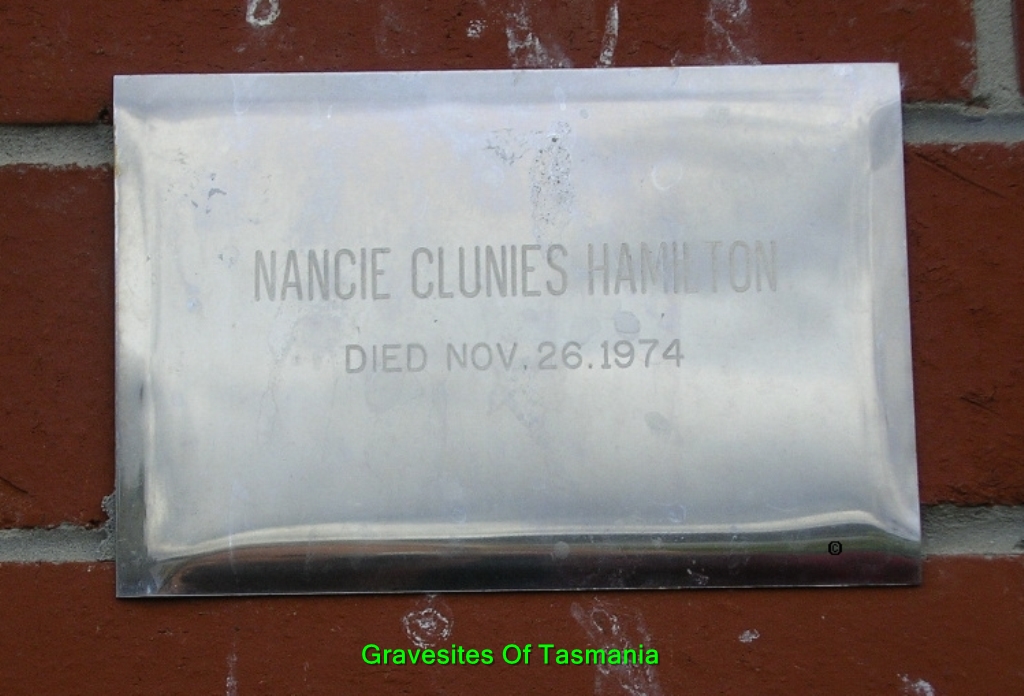 NANCIE CLUNIES HAMILTON
DIED NOV. 26. 1974
©
Gravesites Of Tasmania